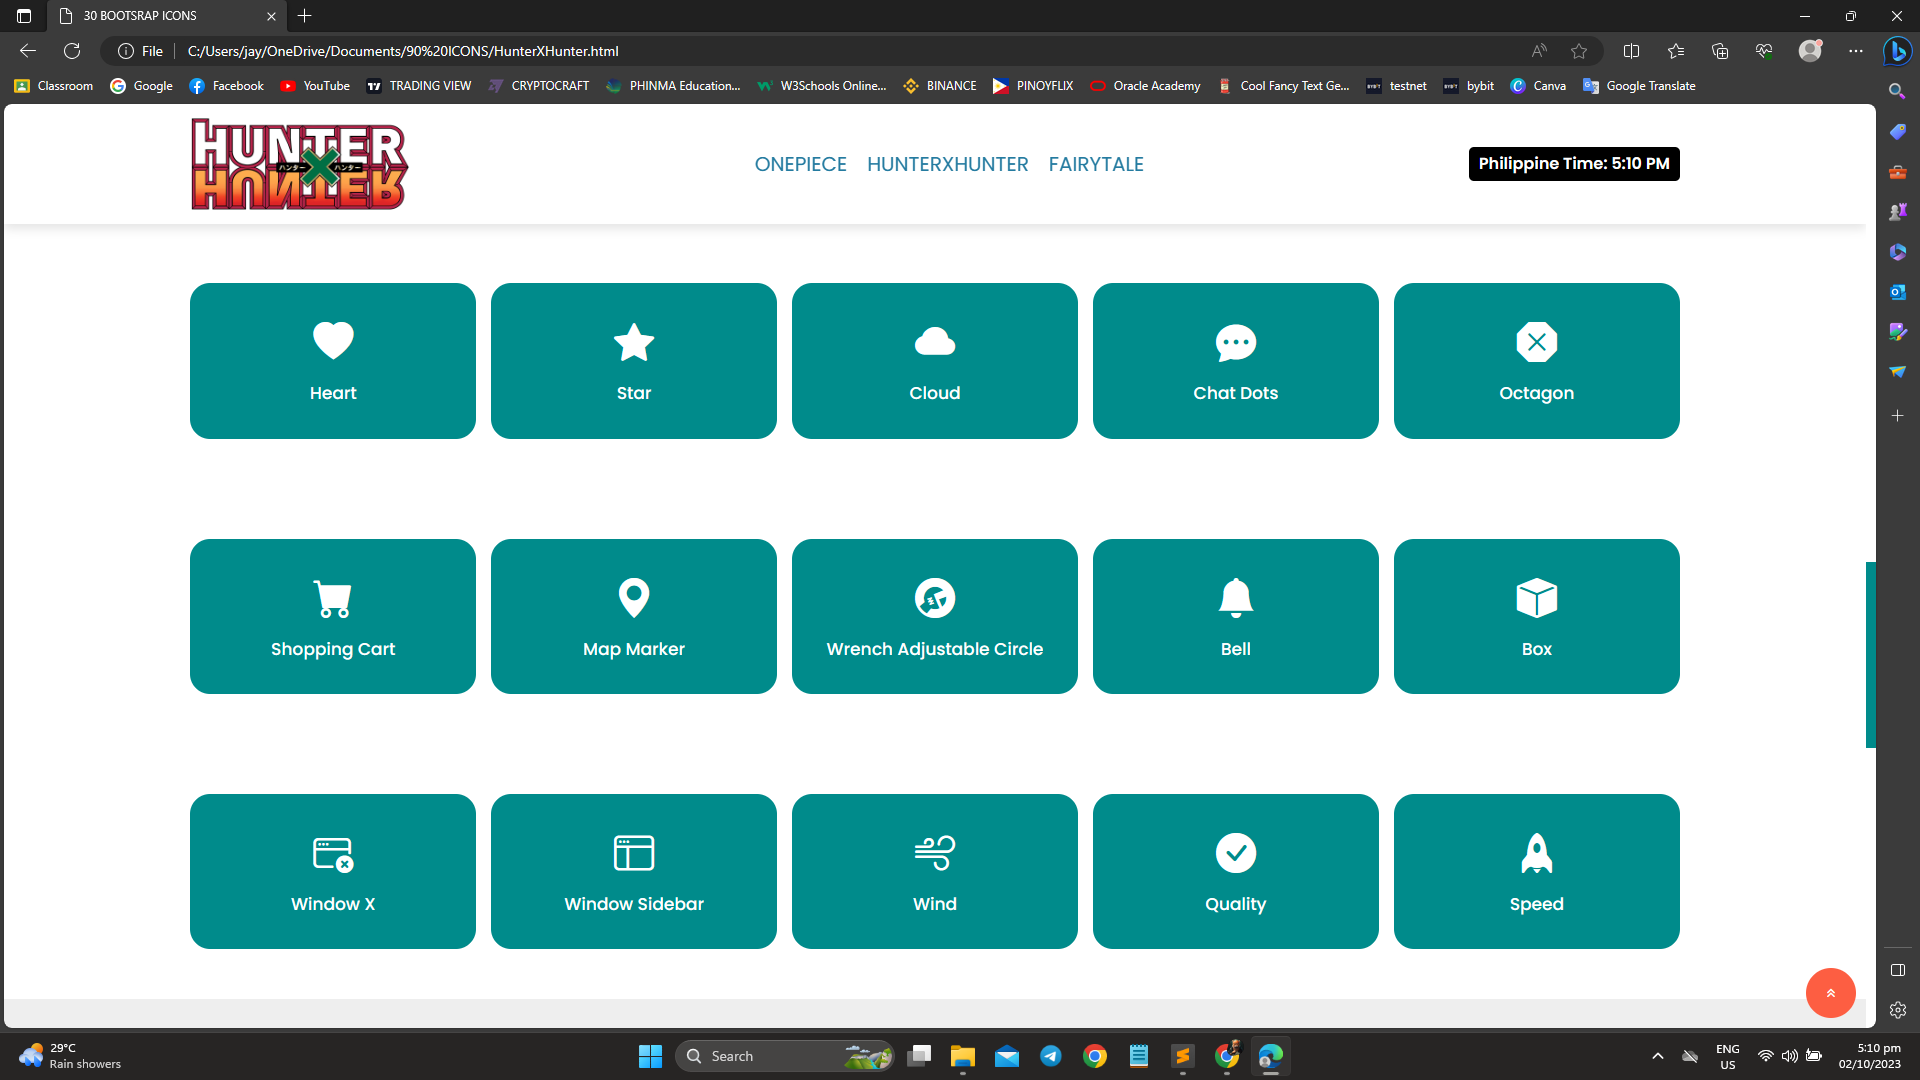 30 BOOTSRAP ICONS
File
C:/Users/jay/OneDrive/Documents/90%20ICONS/HunterXHunter.html
Classroom
Google
Facebook
YouTube
TRADING VIEW
CRYPTOCRAFT
PHINMA Education...
W3Schools Online...
BINANCE
PINOYFLIX
Oracle Academy
Cool Fancy Text Ge...
testnet
bybit
Canva
Google Translate
HUNTER
ハンター X ハンター
HUNTER
ONEPIECE
HUNTERXHUNTER
FAIRYTALE
Philippine Time: 5:10 PM
Heart
Star
Cloud
Chat Dots
Octagon
Shopping Cart
Map Marker
Wrench Adjustable Circle
Bell
Box
Window X
Window Sidebar
Wind
Quality
Speed
29°C
Rain showers
Search
ENG
US
5:10 pm
02/10/2023